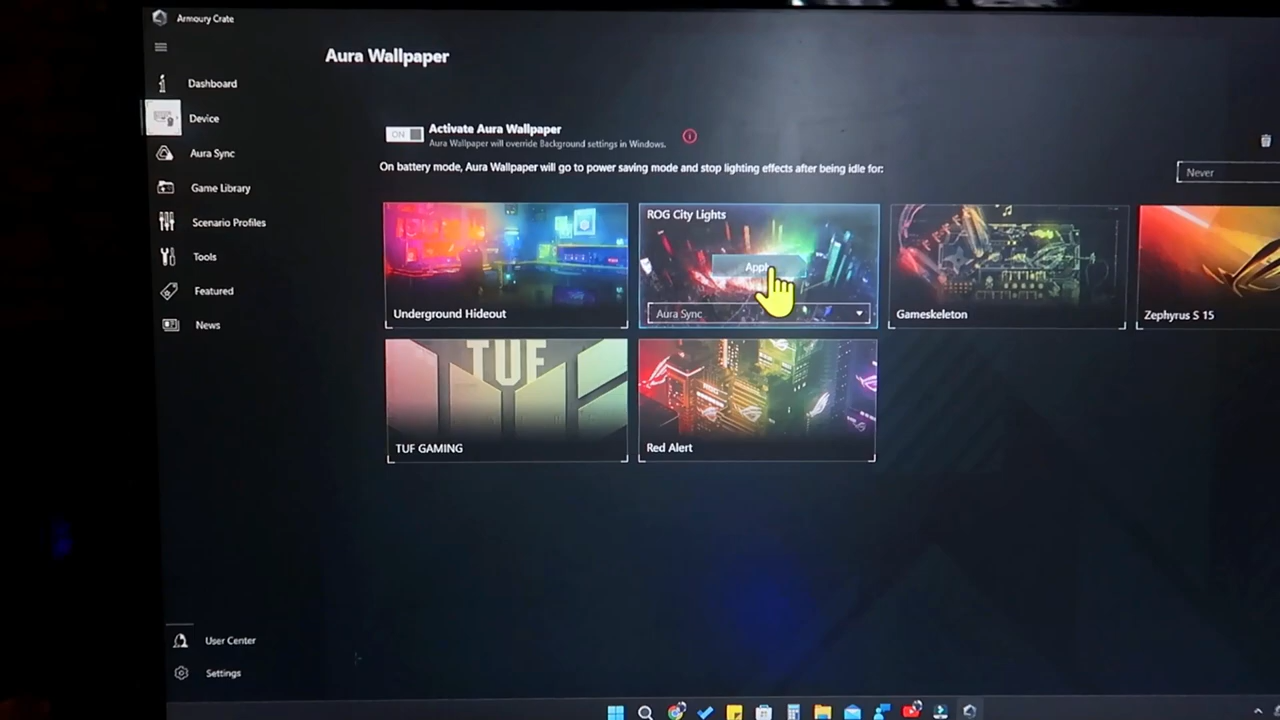 Armoury Crate
Aura Wallpaper
Dashboard
Device
Aura Sync
Game Library
Scenario Profiles
Tools
Featured
News
User Center
Settings
ON
Activate Aura Wallpaper
Aura Wallpaper will override Background settings in Windows.
On battery mode, Aura Wallpaper will go to power saving mode and stop lighting effects after being idle for:
Never
Underground Hideout
ROG City Lights
Aura Sync
Gameskeleton
Zephyrus S 15
TUF
TUF GAMING
Red Alert